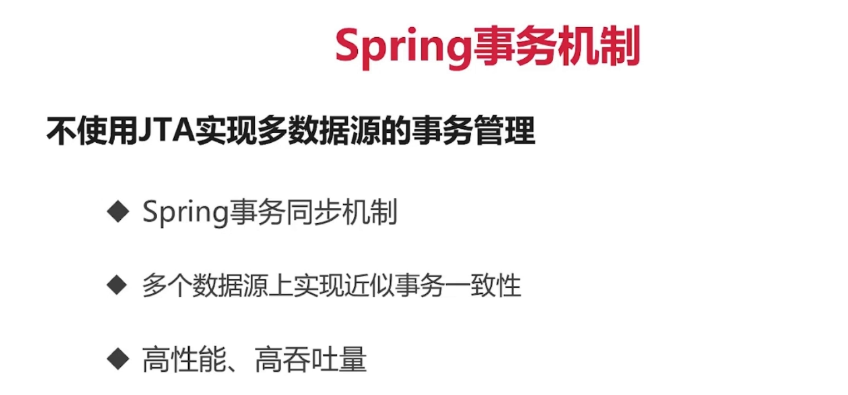 Spring事务机制
不使用JTA实现多数据源的事务管理
Spring事务同步机制
多个数据源上实现近似事务一致性
高性能、高吞吐量